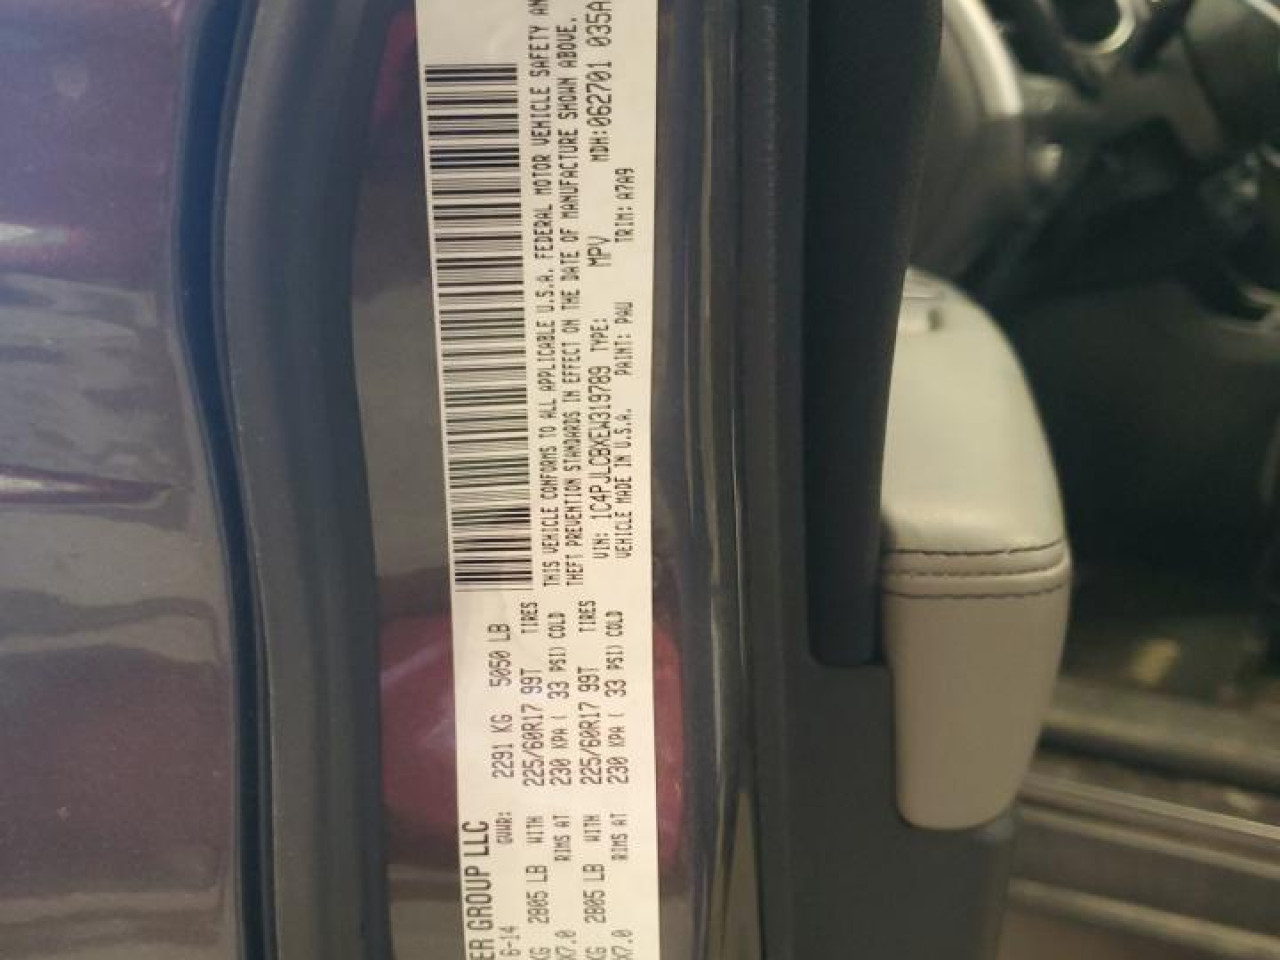 ER GROUP LLC
6-14 GVWR: 2291 KG 5050 LB
KG 2805 LB WITH 225/60R17 99T TIRES
X7.0 RIMS AT 230 KPA ( 33 PSI) COLD
KG 2805 LB WITH 225/60R17 99T TIRES
X7.0 RIMS AT 230 KPA ( 33 PSI) COLD
THIS VEHICLE CONFORMS TO ALL APPLICABLE U.S.A. FEDERAL MOTOR VEHICLE SAFETY AN
THEFT PREVENTION STANDARDS IN EFFECT ON THE DATE OF MANUFACTURE SHOWN ABOVE.
VIN: 1C4PJLCBXEW319789 TYPE: MPV MDH:062701 035A
VEHICLE MADE IN U.S.A. PAINT: PAU TRIM: A7A9